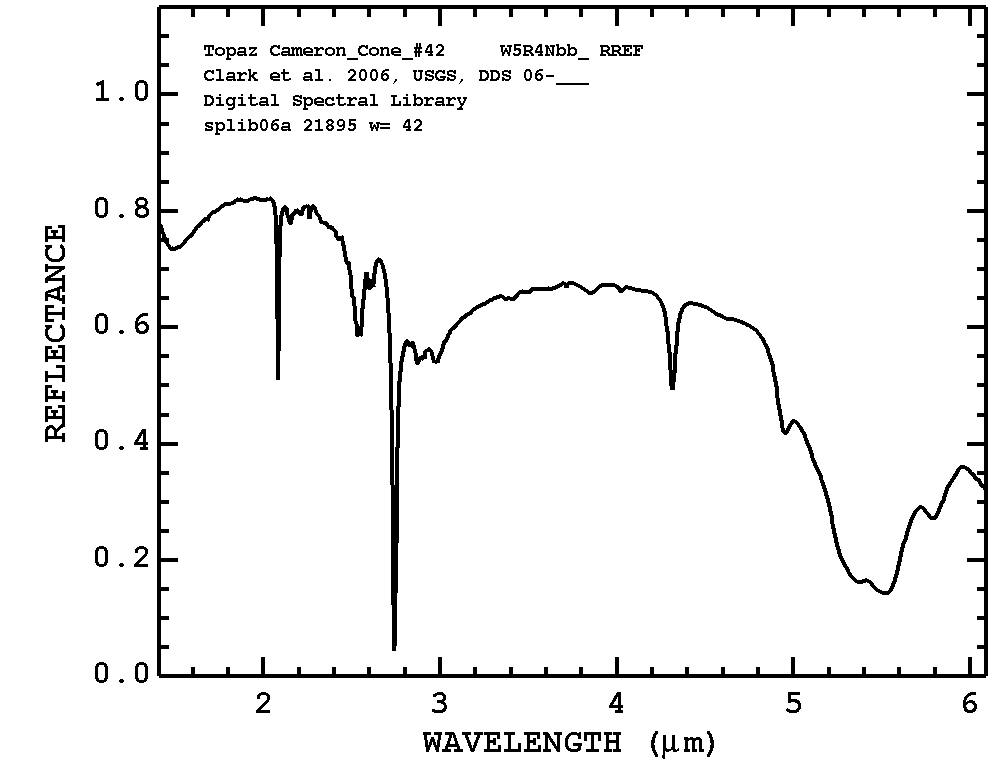 Topaz Cameron_Cone_#42 W5R4Nbb_ RREF
Clark et al. 2006, USGS, DDS 06-___
Digital Spectral Library
splib06a 21895 w= 42
REFLECTANCE
1.0
0.8
0.6
0.4
0.2
0.0
2 3 4 5 6
WAVELENGTH (μm)